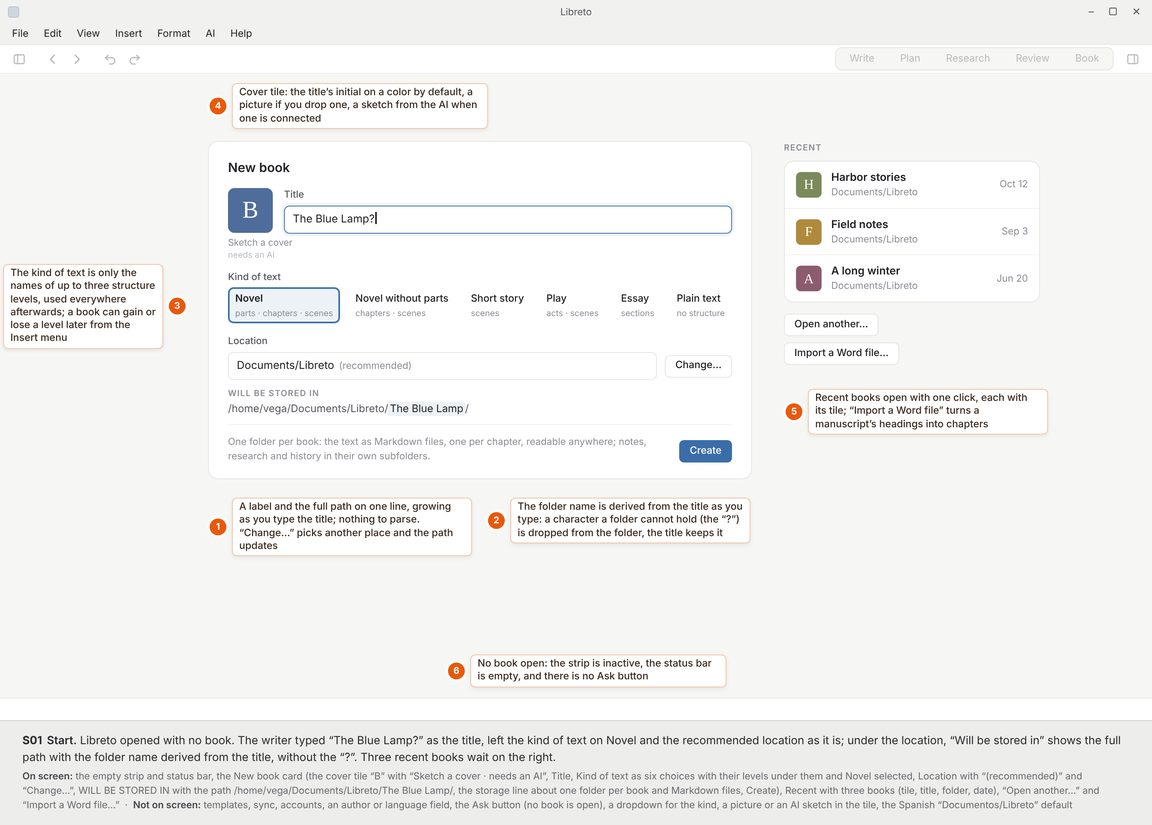 Libreto
File Edit View Insert Format AI Help
Write Plan Research Review Book
4
Cover tile: the title’s initial on a color by default, a
picture if you drop one, a sketch from the AI when
one is connected
New book
B
Title
The Blue Lamp?
Sketch a cover
needs an AI
Kind of text
Novel
parts · chapters · scenes
Novel without parts
chapters · scenes
Short story
scenes
Play
acts · scenes
Essay
sections
Plain text
no structure
Location
Documents/Libreto (recommended)
Change...
WILL BE STORED IN
/home/vega/Documents/Libreto/The Blue Lamp/
One folder per book: the text as Markdown files, one per chapter, readable anywhere; notes,
research and history in their own subfolders.
Create
RECENT
H
Harbor stories
Documents/Libreto
Oct 12
F
Field notes
Documents/Libreto
Sep 3
A
A long winter
Documents/Libreto
Jun 20
Open another...
Import a Word file...
The kind of text is only the
names of up to three structure
levels, used everywhere
afterwards; a book can gain or
lose a level later from the
Insert menu
3
5
Recent books open with one click, each with
its tile; “Import a Word file” turns a
manuscript’s headings into chapters
1
A label and the full path on one line, growing
as you type the title; nothing to parse.
“Change...” picks another place and the path
updates
2
The folder name is derived from the title as you
type: a character a folder cannot hold (the “?”)
is dropped from the folder, the title keeps it
6
No book open: the strip is inactive, the status bar
is empty, and there is no Ask button
S01 Start. Libreto opened with no book. The writer typed “The Blue Lamp?” as the title, left the kind of text on Novel and the recommended location as it is; under the location, “Will be stored in” shows the full
path with the folder name derived from the title, without the “?”. Three recent books wait on the right.
On screen: the empty strip and status bar, the New book card (the cover tile “B” with “Sketch a cover · needs an AI”, Title, Kind of text as six choices with their levels under them and Novel selected, Location with “(recommended)” and
“Change...”, WILL BE STORED IN with the path /home/vega/Documents/Libreto/The Blue Lamp/, the storage line about one folder per book and Markdown files, Create), Recent with three books (tile, title, folder, date), “Open another...” and
“Import a Word file...” · Not on screen: templates, sync, accounts, an author or language field, the Ask button (no book is open), a dropdown for the kind, a picture or an AI sketch in the tile, the Spanish “Documentos/Libreto” default